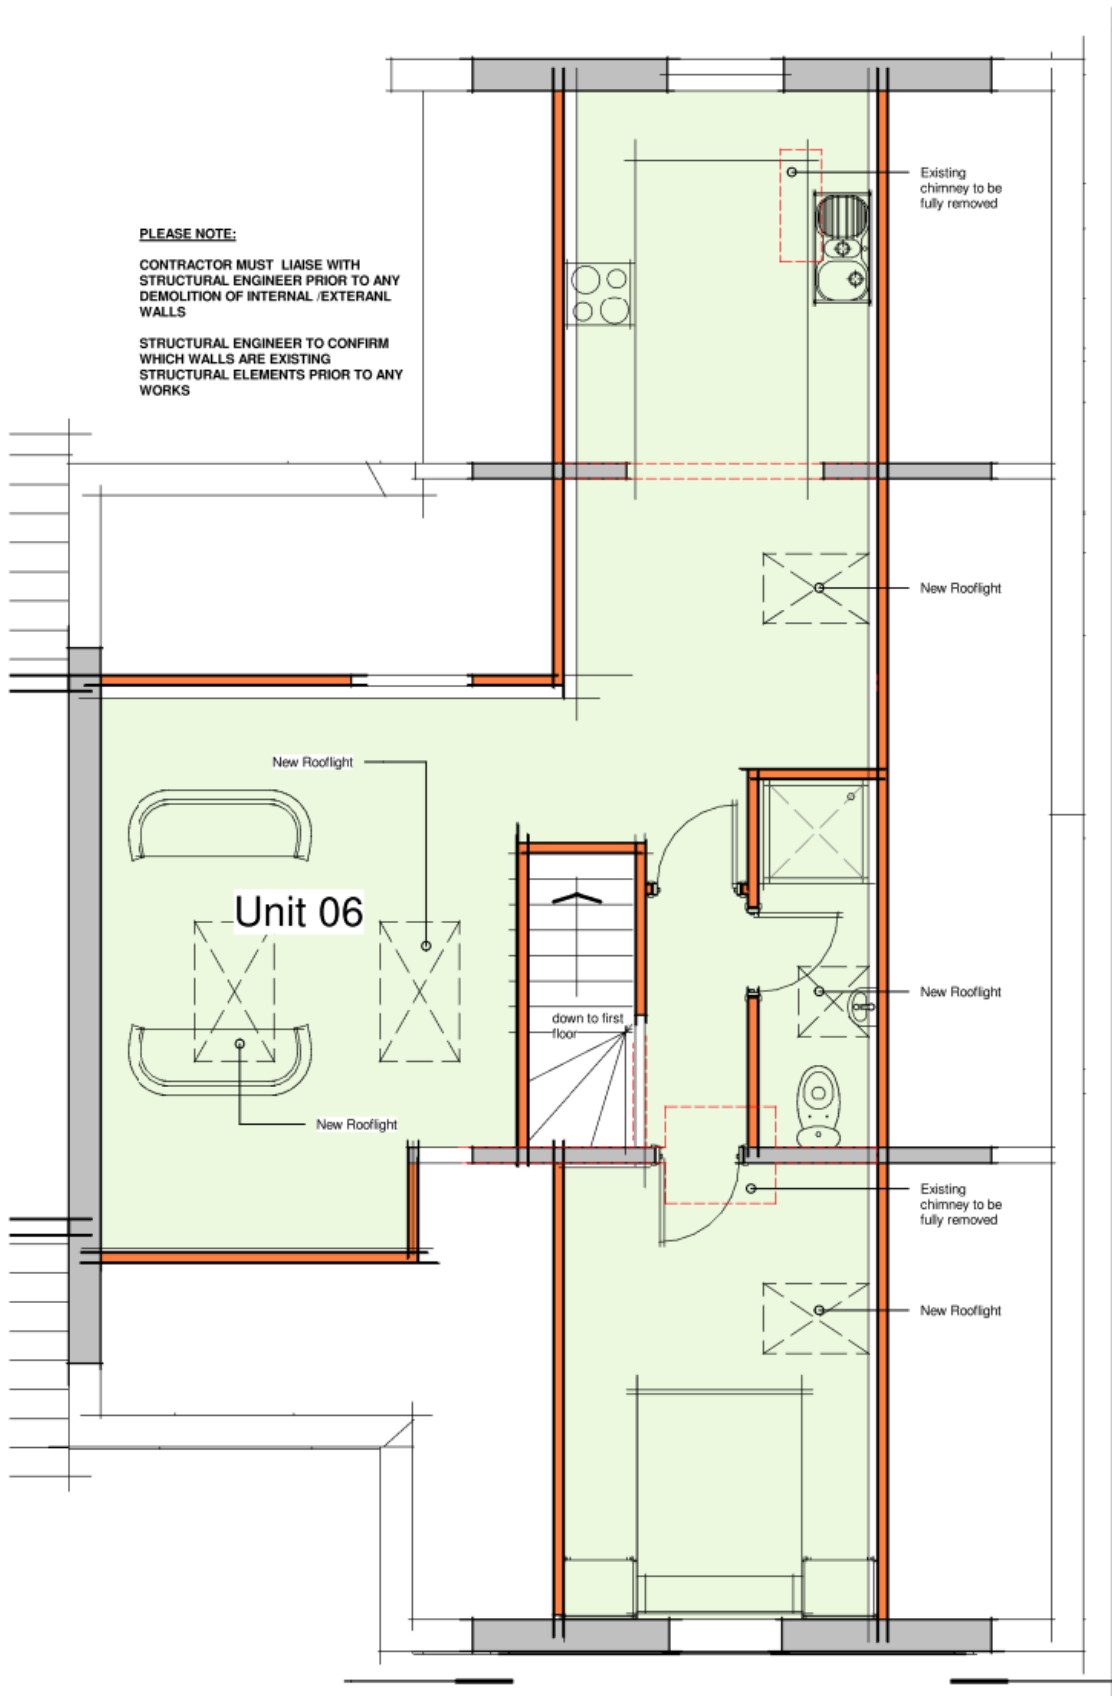 Existing
chimney to be
fully removed
PLEASE NOTE:
CONTRACTOR MUST LIAISE WITH
STRUCTURAL ENGINEER PRIOR TO ANY
DEMOLITION OF INTERNAL /EXTERANL
WALLS
STRUCTURAL ENGINEER TO CONFIRM
WHICH WALLS ARE EXISTING
STRUCTURAL ELEMENTS PRIOR TO ANY
WORKS
New Rooflight
New Rooflight
Unit 06
New Rooflight
down to first
floor
New Rooflight
Existing
chimney to be
fully removed
New Rooflight